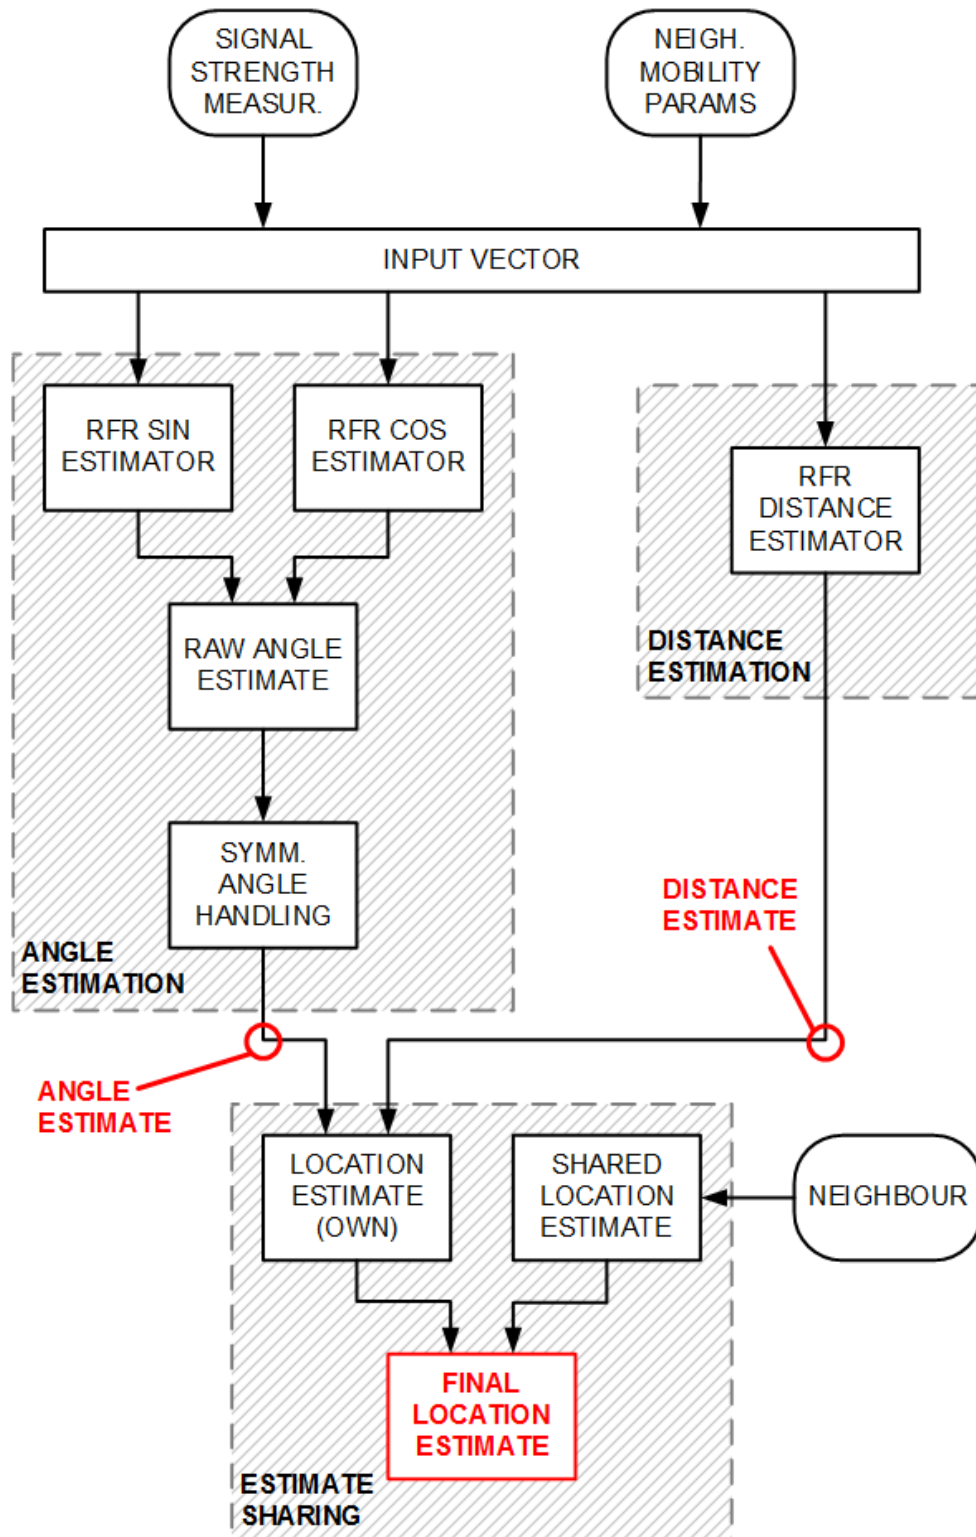 SIGNAL
STRENGTH
MEASUR.
NEIGH.
MOBILITY
PARAMS
INPUT VECTOR
RFR SIN
ESTIMATOR
RFR COS
ESTIMATOR
RFR
DISTANCE
ESTIMATOR
RAW ANGLE
ESTIMATE
DISTANCE
ESTIMATION
SYMM.
ANGLE
HANDLING
ANGLE
ESTIMATION
DISTANCE
ESTIMATE
ANGLE
ESTIMATE
LOCATION
ESTIMATE
(OWN)
SHARED
LOCATION
ESTIMATE
NEIGHBOUR
FINAL
LOCATION
ESTIMATE
ESTIMATE
SHARING